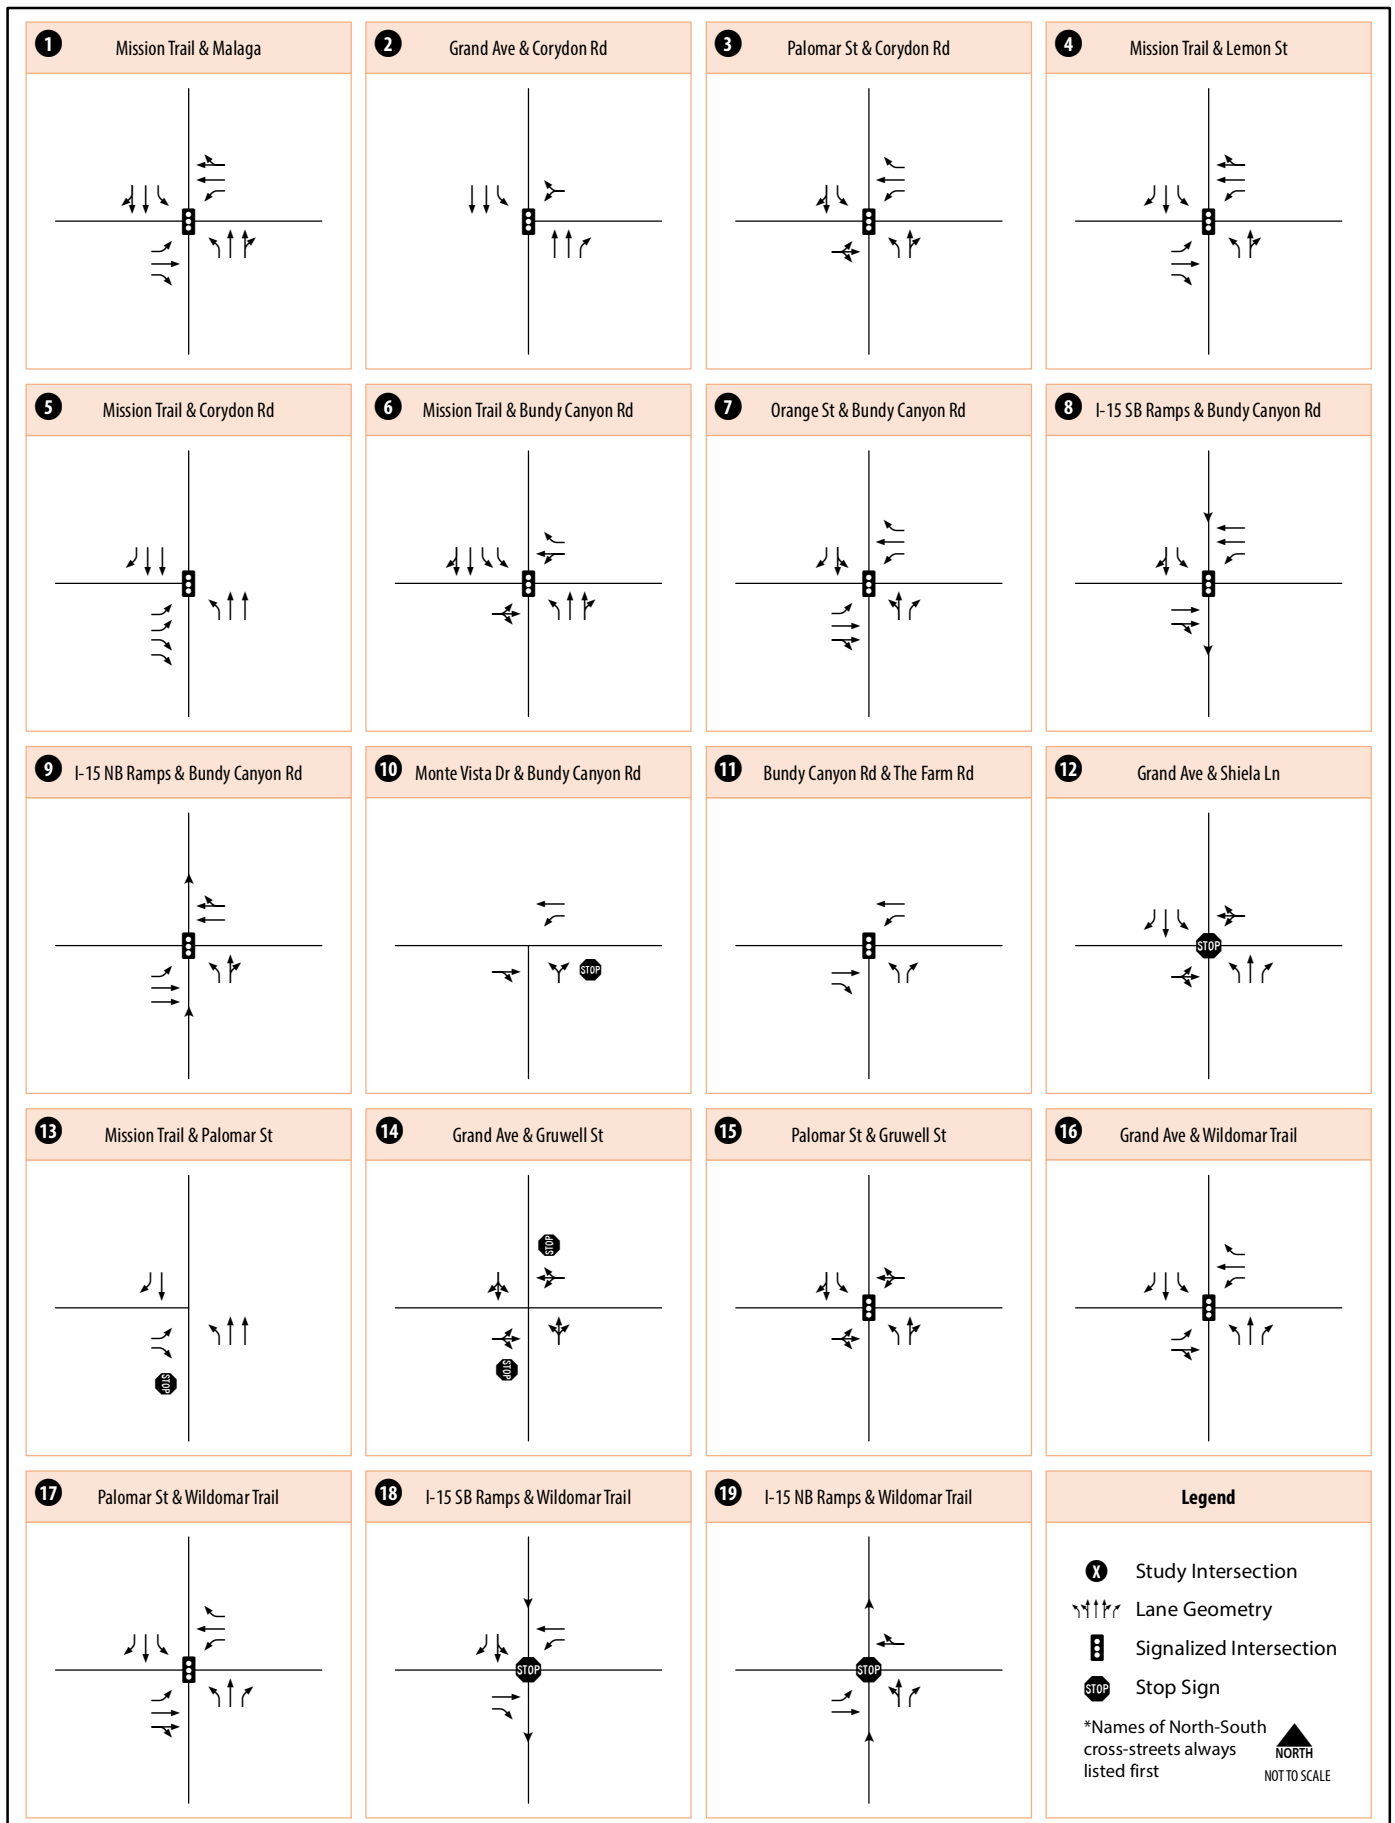 1 Mission Trail & Malaga
2 Grand Ave & Corydon Rd
3 Palomar St & Corydon Rd
4 Mission Trail & Lemon St
5 Mission Trail & Corydon Rd
6 Mission Trail & Bundy Canyon Rd
7 Orange St & Bundy Canyon Rd
8 I-15 SB Ramps & Bundy Canyon Rd
9 I-15 NB Ramps & Bundy Canyon Rd
10 Monte Vista Dr & Bundy Canyon Rd
STOP
11 Bundy Canyon Rd & The Farm Rd
12 Grand Ave & Shiela Ln
STOP
13 Mission Trail & Palomar St
STOP
14 Grand Ave & Gruwell St
STOP
STOP
15 Palomar St & Gruwell St
16 Grand Ave & Wildomar Trail
17 Palomar St & Wildomar Trail
18 I-15 SB Ramps & Wildomar Trail
STOP
19 I-15 NB Ramps & Wildomar Trail
STOP
Legend
X Study Intersection
Lane Geometry
Signalized Intersection
STOP Stop Sign
*Names of North-South
cross-streets always
listed first
NORTH
NOT TO SCALE